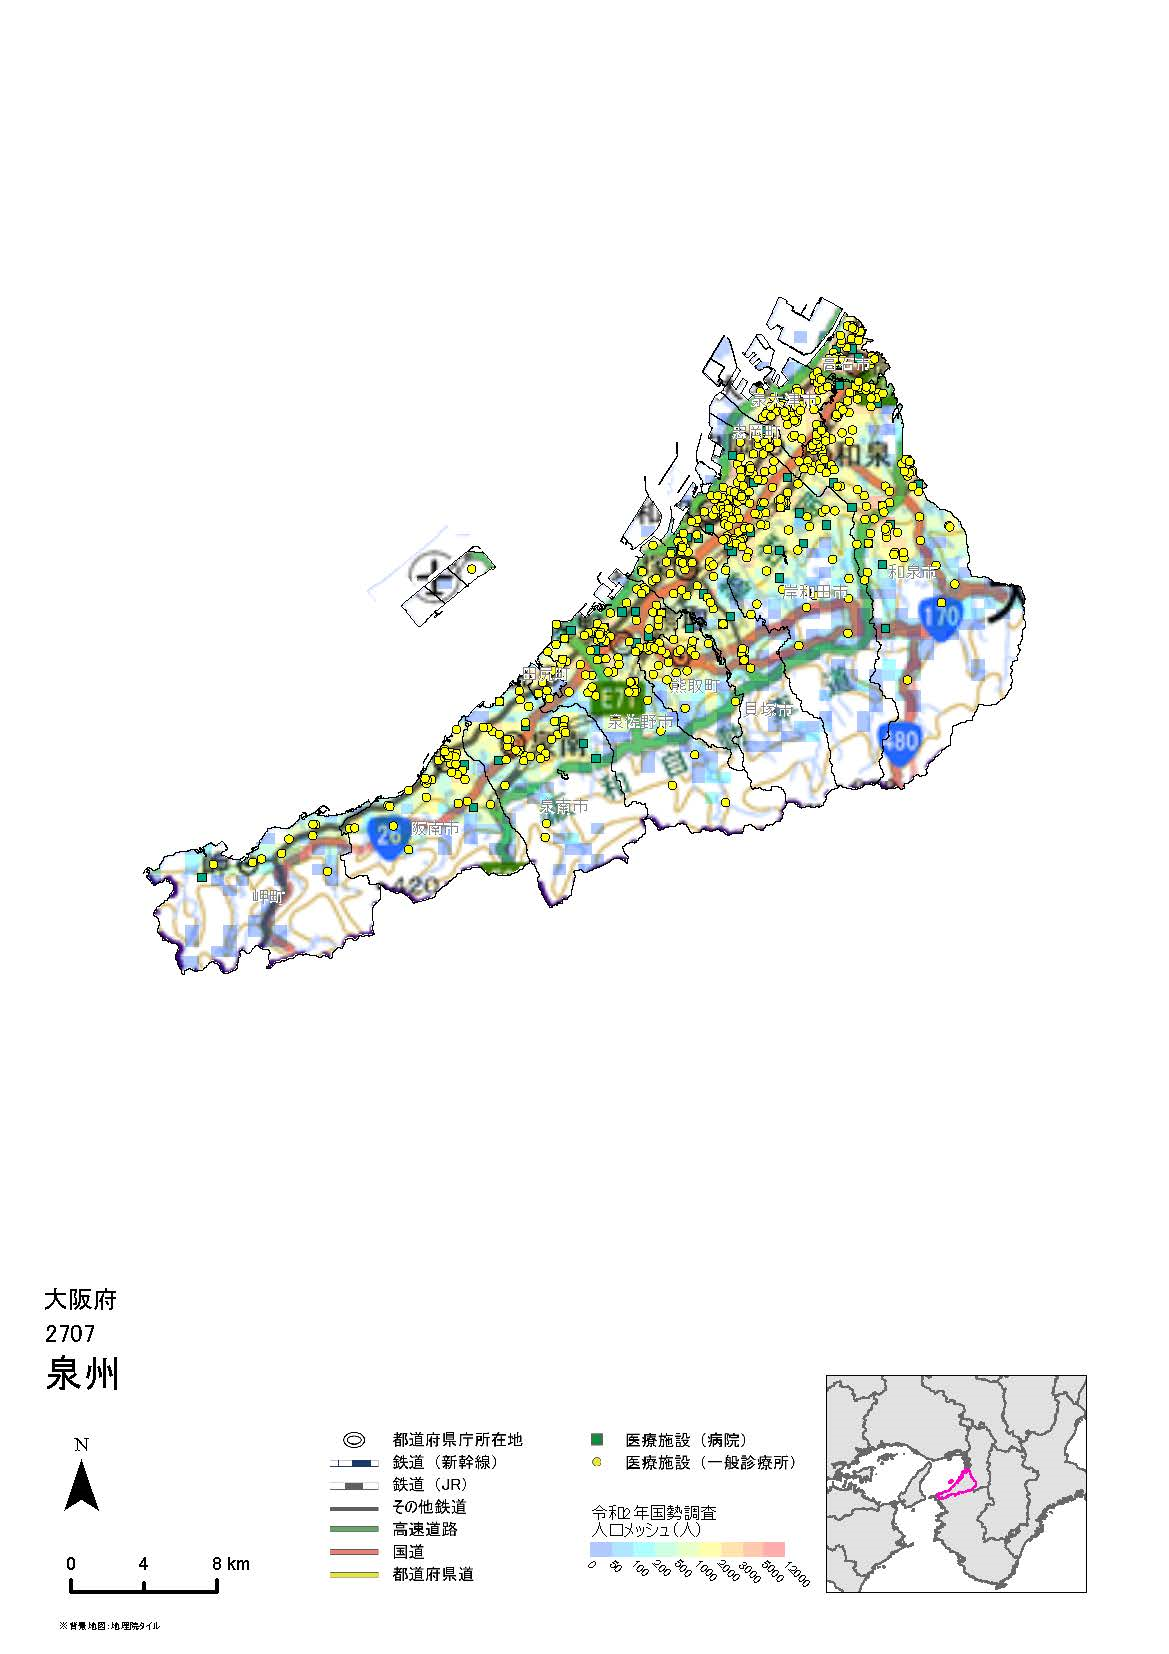 高石市
泉大津市
忠岡町
和泉
和泉市
岸和田市
170
田尻町
E71
熊取町
貝塚市
泉佐野市
南
480
和
自
泉南市
26
阪南市
420
岬町
大阪府
2707
泉州
N
0 4 8 km
※背景地図：地理院タイル
都道府県庁所在地
鉄道（新幹線）
鉄道（JR）
その他鉄道
高速道路
国道
都道府県道
医療施設（病院）
医療施設（一般診療所）
令和2年国勢調査
人口メッシュ（人）
0 50 100 200 500 1000 2000 3000 5000 12000